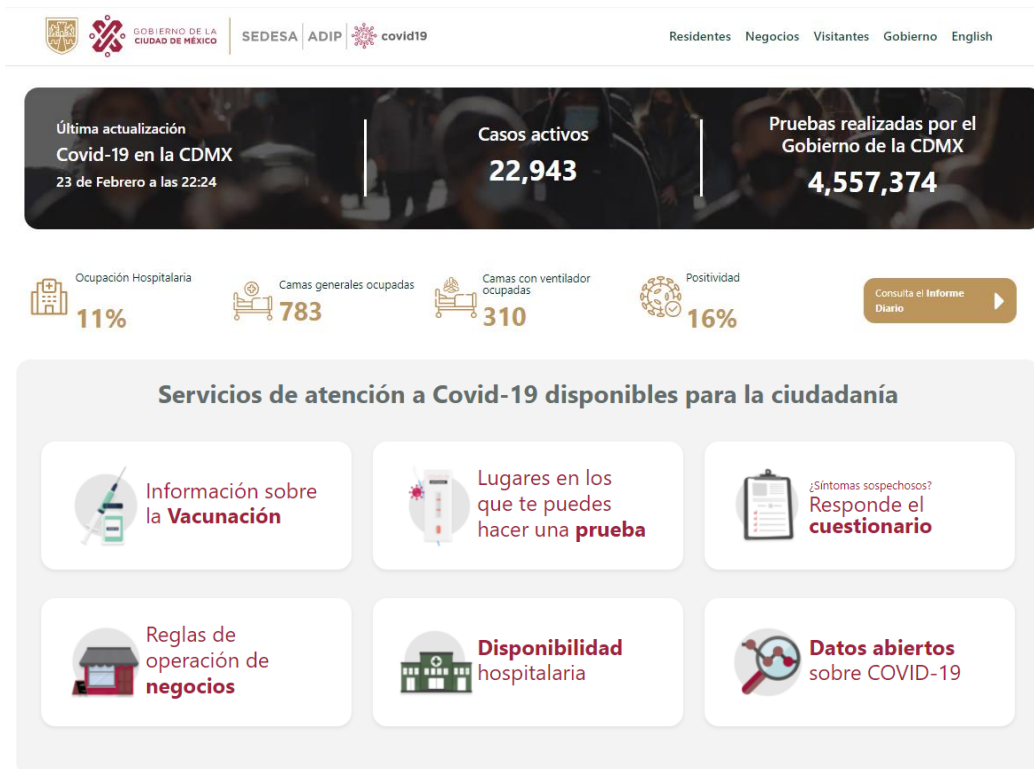 GOBIERNO DE LA
CIUDAD DE MÉXICO
SEDESA ADIP covid19
Residentes Negocios Visitantes Gobierno English
Última actualización
Covid-19 en la CDMX
23 de Febrero a las 22:24
Casos activos
22,943
Pruebas realizadas por el
Gobierno de la CDMX
4,557,374
Ocupación Hospitalaria
11%
Camas generales ocupadas
783
Camas con ventilador
ocupadas
310
Positividad
16%
Consulta el Informe
Diario
Servicios de atención a Covid-19 disponibles para la ciudadanía
Información sobre
la Vacunación
Lugares en los
que te puedes
hacer una prueba
¿Síntomas sospechosos?
Responde el
cuestionario
Reglas de
operación de
negocios
Disponibilidad
hospitalaria
Datos abiertos
sobre COVID-19